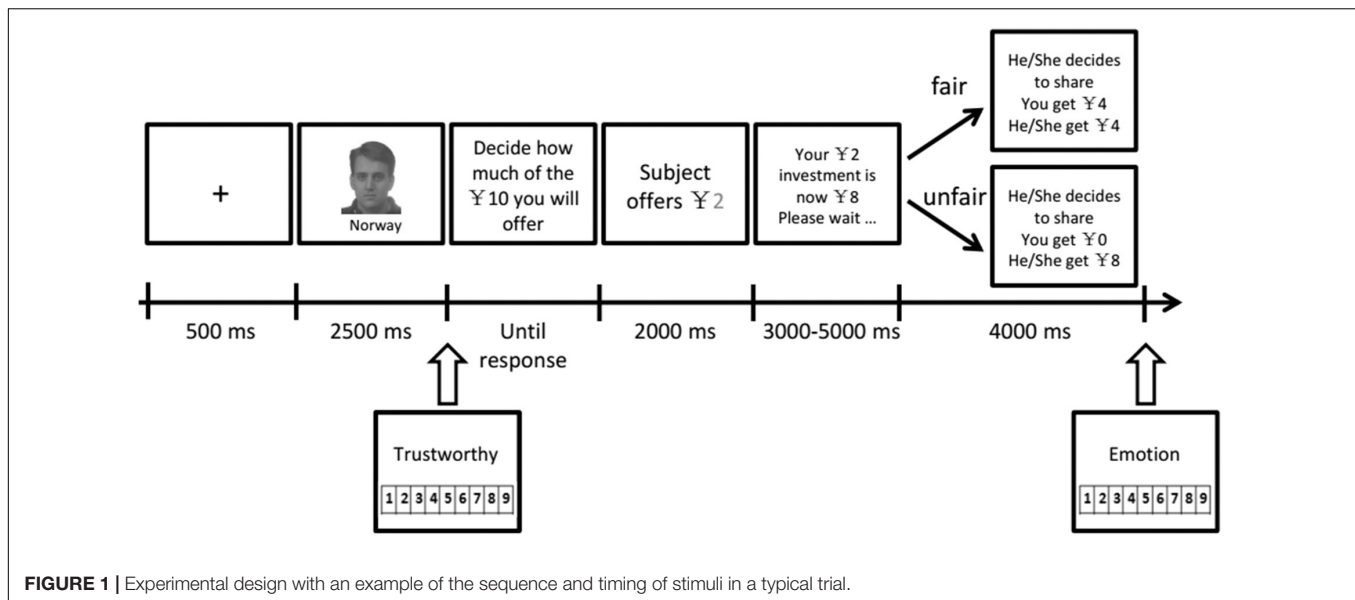 +
Norway
Decide how
much of the
¥10 you will
offer
Subject
offers ¥2
Your ¥2
investment is
now ¥8
Please wait ...
fair
He/She decides
to share
You get ¥4
He/She get ¥4
unfair
He/She decides
to share
You get ¥0
He/She get ¥8
500 ms
2500 ms
Until
response
2000 ms
3000-5000 ms
4000 ms
Trustworthy
1 2 3 4 5 6 7 8 9
Emotion
1 2 3 4 5 6 7 8 9
FIGURE 1 | Experimental design with an example of the sequence and timing of stimuli in a typical trial.